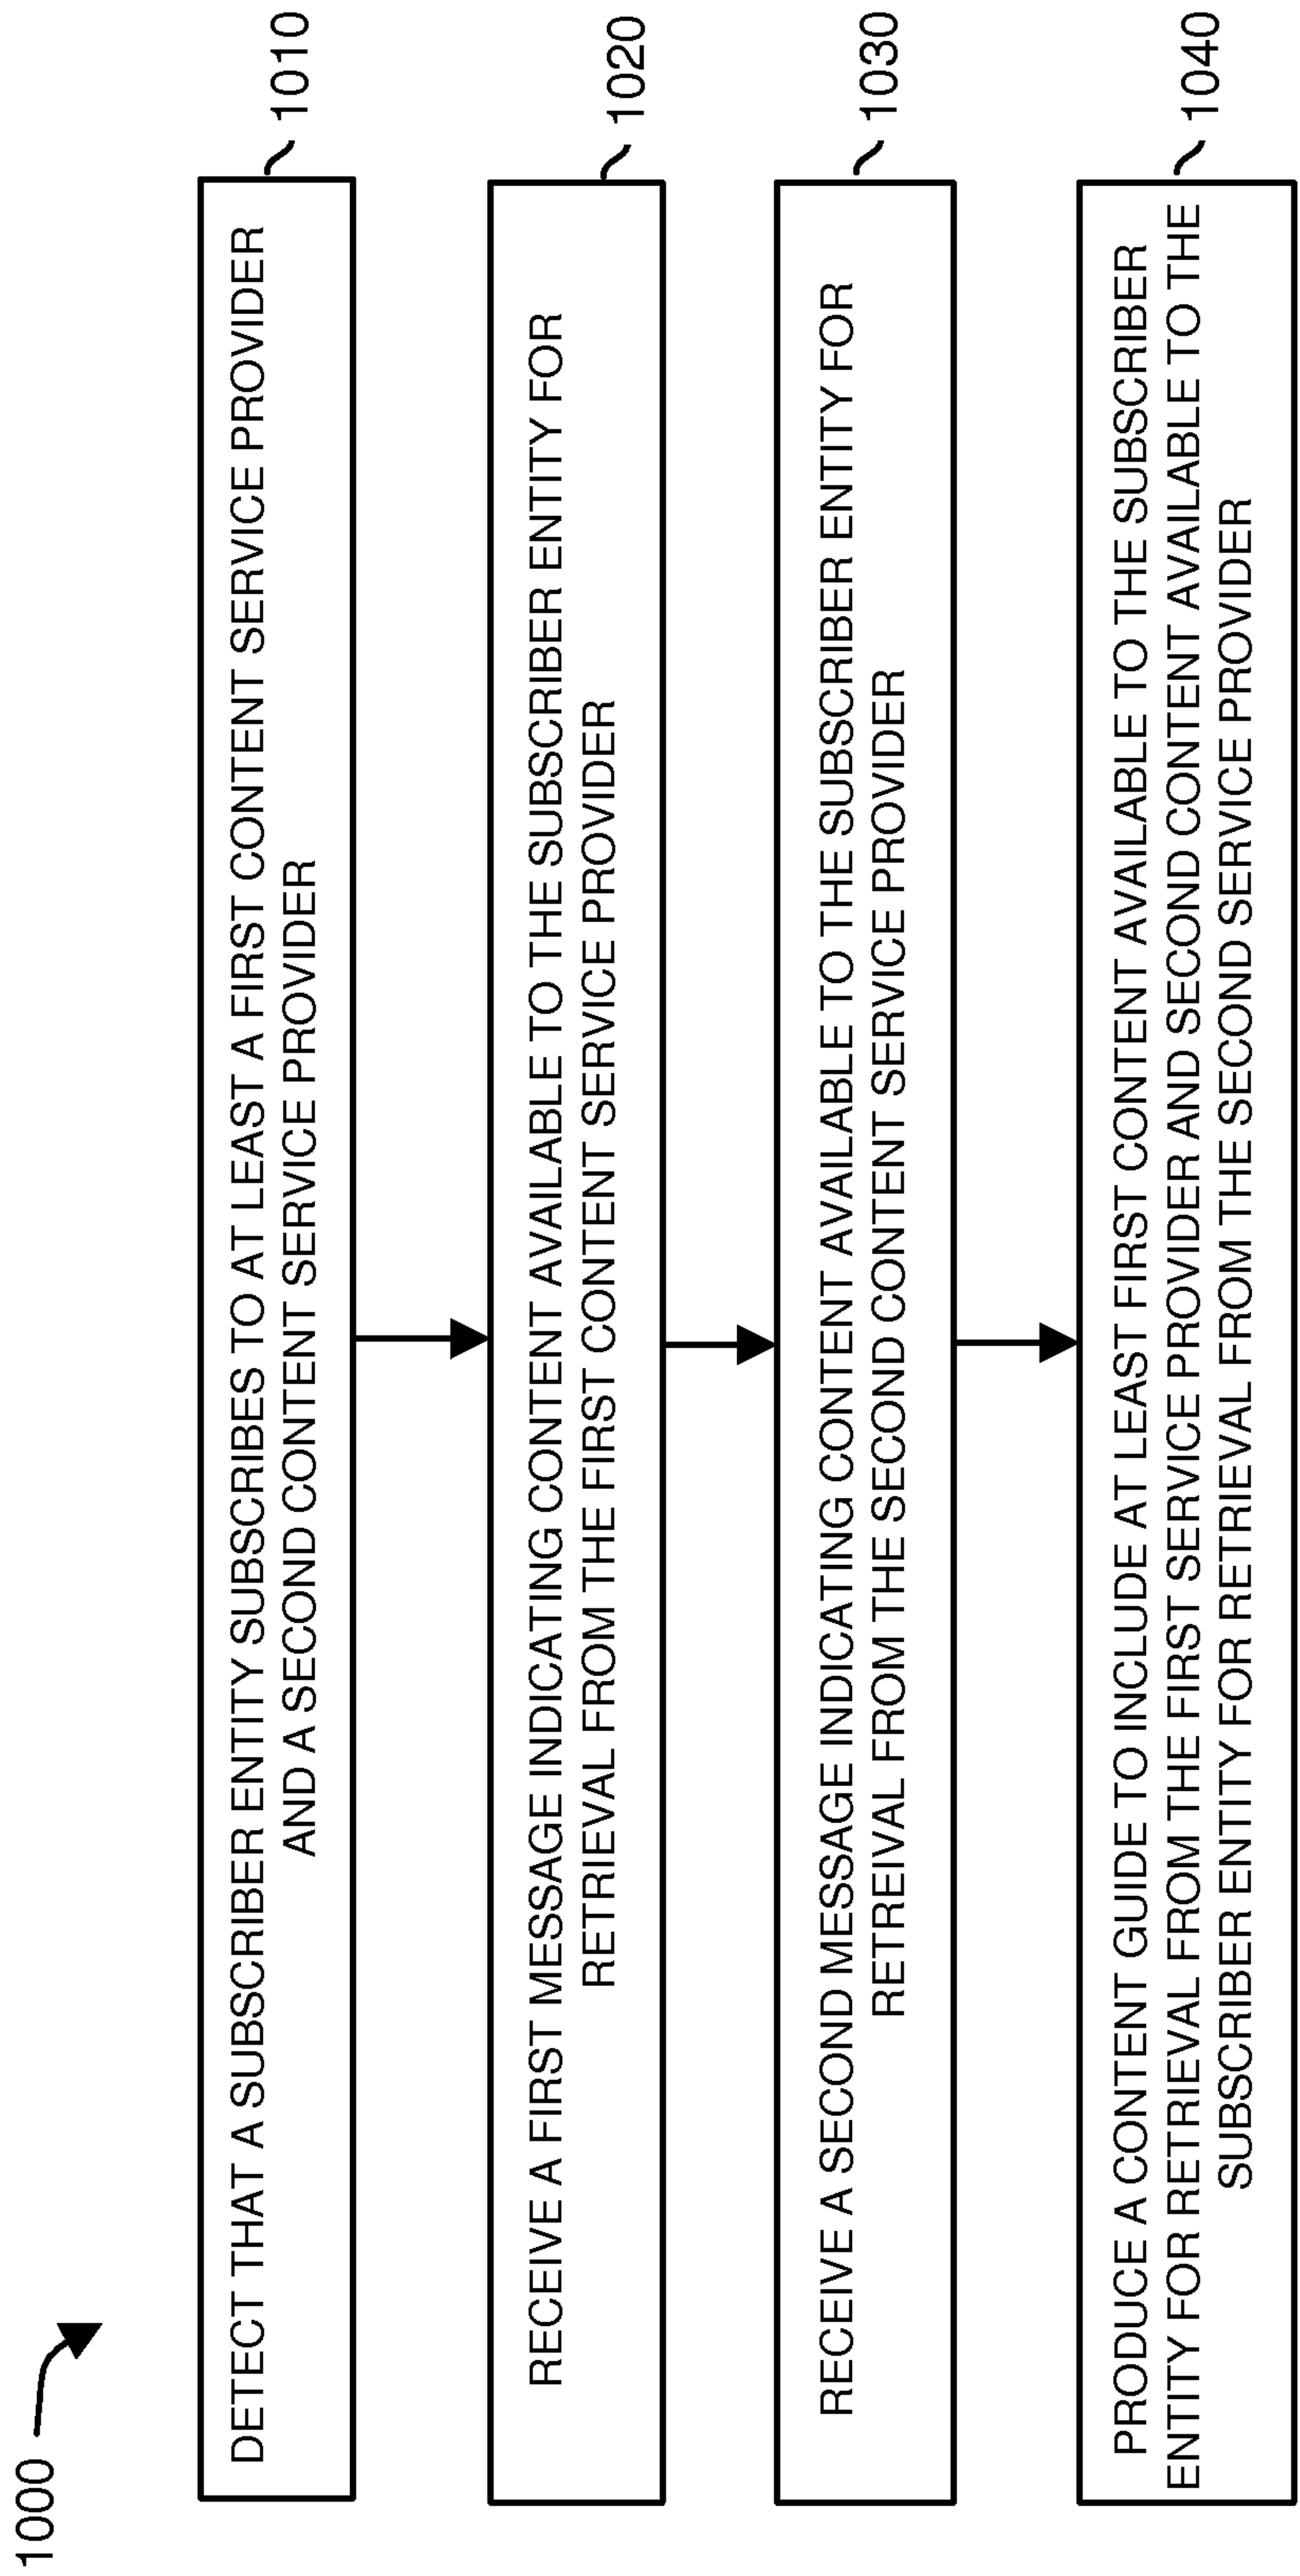 1000
DETECT THAT A SUBSCRIBER ENTITY SUBSCRIBES TO AT LEAST A FIRST CONTENT SERVICE PROVIDER
AND A SECOND CONTENT SERVICE PROVIDER
1010
RECEIVE A FIRST MESSAGE INDICATING CONTENT AVAILABLE TO THE SUBSCRIBER ENTITY FOR
RETRIEVAL FROM THE FIRST CONTENT SERVICE PROVIDER
1020
RECEIVE A SECOND MESSAGE INDICATING CONTENT AVAILABLE TO THE SUBSCRIBER ENTITY FOR
RETREIVAL FROM THE SECOND CONTENT SERVICE PROVIDER
1030
PRODUCE A CONTENT GUIDE TO INCLUDE AT LEAST FIRST CONTENT AVAILABLE TO THE SUBSCRIBER
ENTITY FOR RETRIEVAL FROM THE FIRST SERVICE PROVIDER AND SECOND CONTENT AVAILABLE TO THE
SUBSCRIBER ENTITY FOR RETRIEVAL FROM THE SECOND SERVICE PROVIDER
1040